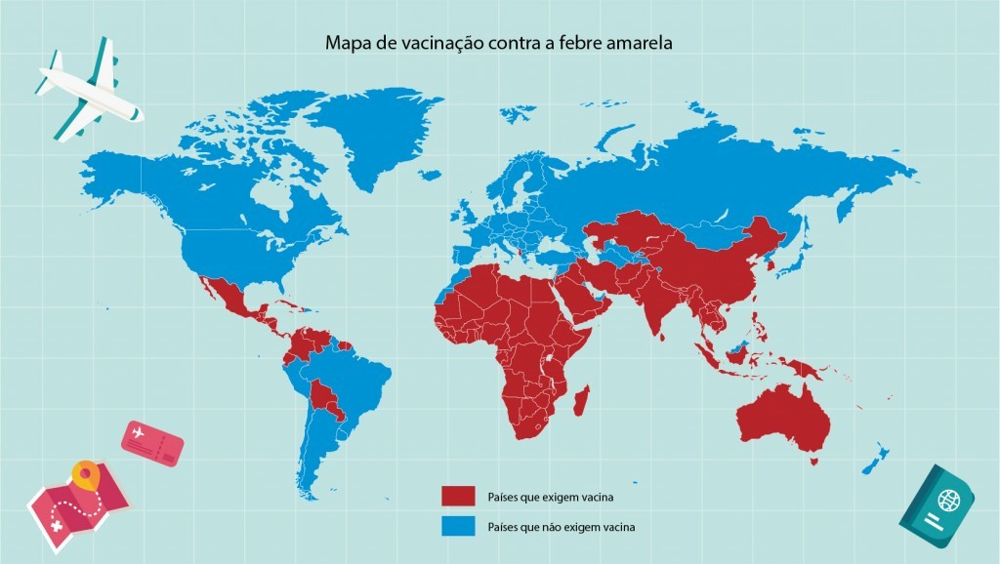 Mapa de vacinação contra a febre amarela
Países que exigem vacina
Países que não exigem vacina